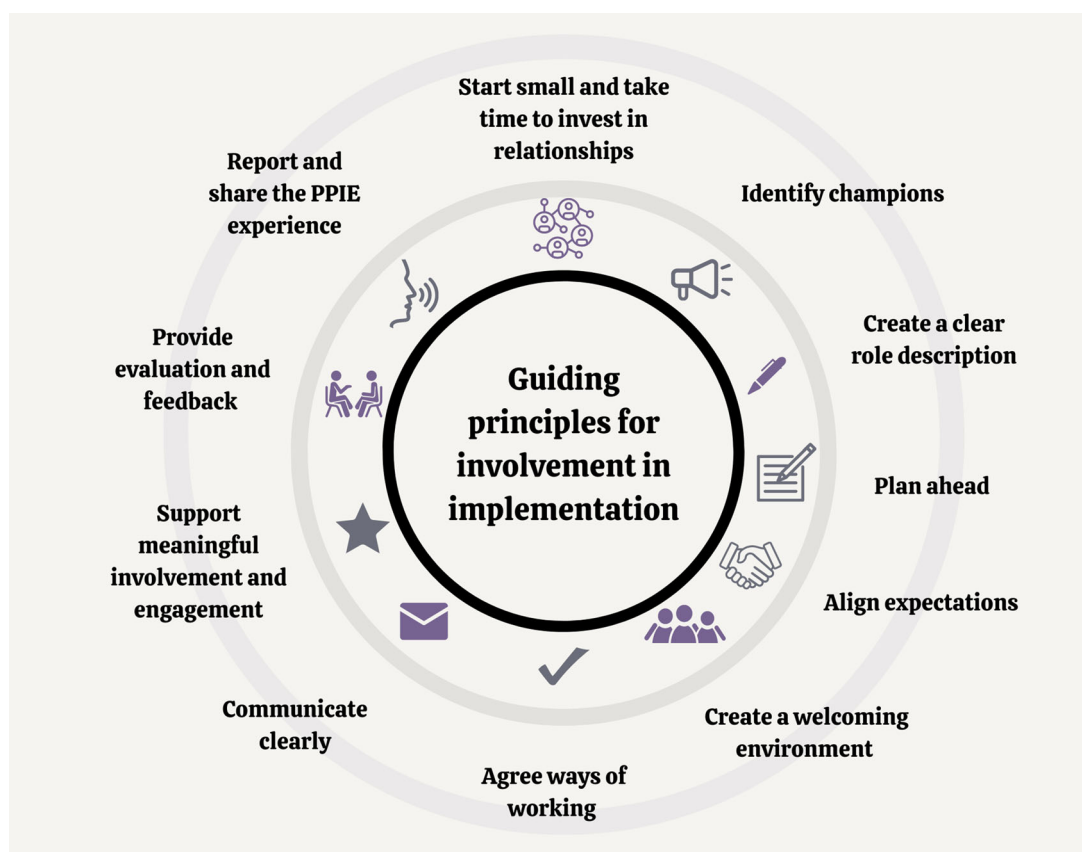 Start small and take
time to invest in
relationships
Identify champions
Create a clear
role description
Plan ahead
Align expectations
Create a welcoming
environment
Agree ways of
working
Communicate
clearly
Support
meaningful
involvement and
engagement
Provide
evaluation and
feedback
Report and
share the PPIE
experience
Guiding
principles for
involvement in
implementation